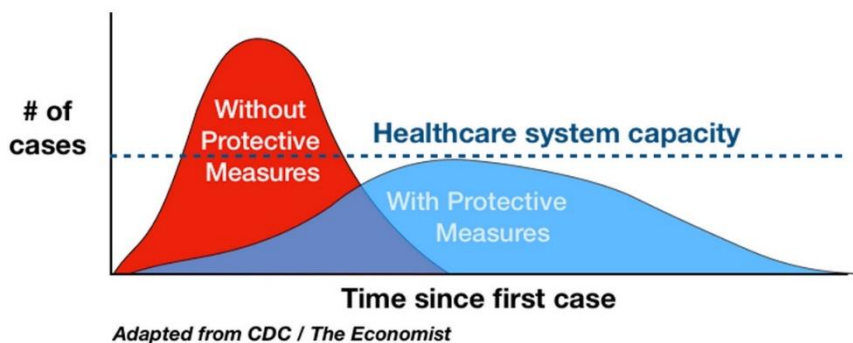 # of
cases
Without
Protective
Measures
Healthcare system capacity
With Protective
Measures
Time since first case
Adapted from CDC / The Economist